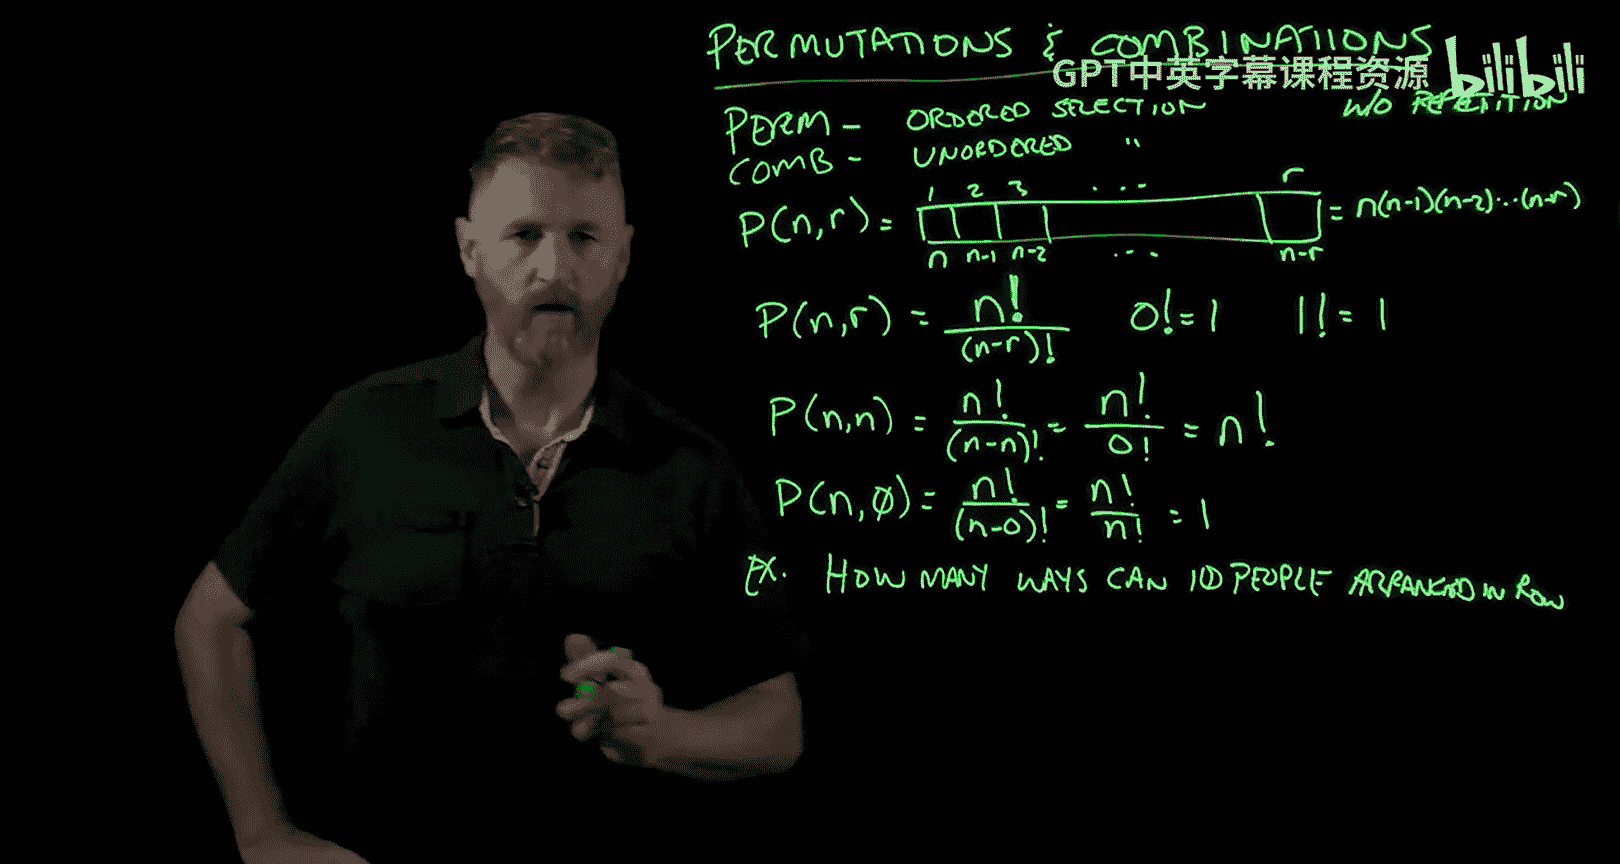 PERMUTATIONS & COMBINATIONS
GPT中英字幕课程资源 bilibili
PERM - ORDERED SELECTION W/O REPETITION
COMB - UNORDERED "
1 2 3 ... r
P(n,r) = = n(n-1)(n-2)...(n-r)
n n-1 n-2 ... n-r
P(n,r) = n!/(n-r)! 0! = 1 1! = 1
P(n,n) = n!/(n-n)! = n!/0! = n!
P(n,∅) = n!/(n-0)! = n!/n! = 1
EX. HOW MANY WAYS CAN 10 PEOPLE ARRANGED IN ROW